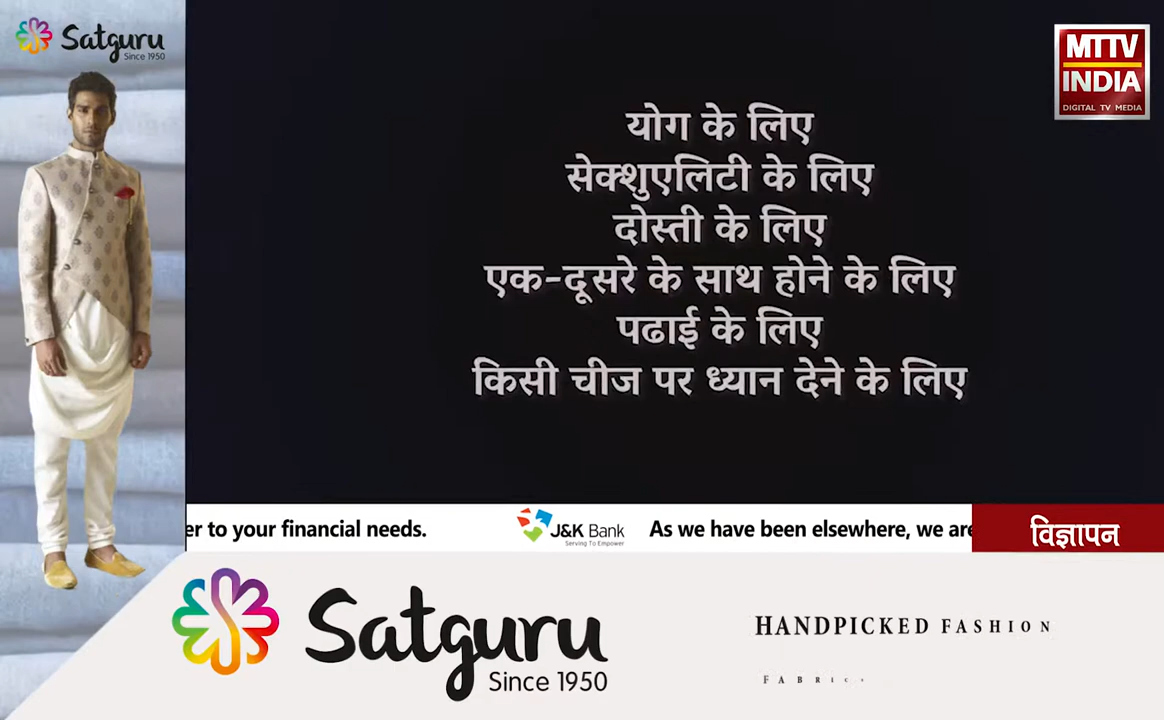 Satguru
Since 1950
MTTV
INDIA
DIGITAL TV MEDIA
योग के लिए
सेक्शुएलिटी के लिए
दोस्ती के लिए
एक-दूसरे के साथ होने के लिए
पढाई के लिए
किसी चीज पर ध्यान देने के लिए
er to your financial needs.
J&K Bank
Serving To Empower
As we have been elsewhere, we are
विज्ञापन
Satguru
Since 1950
HANDPICKED FASHION